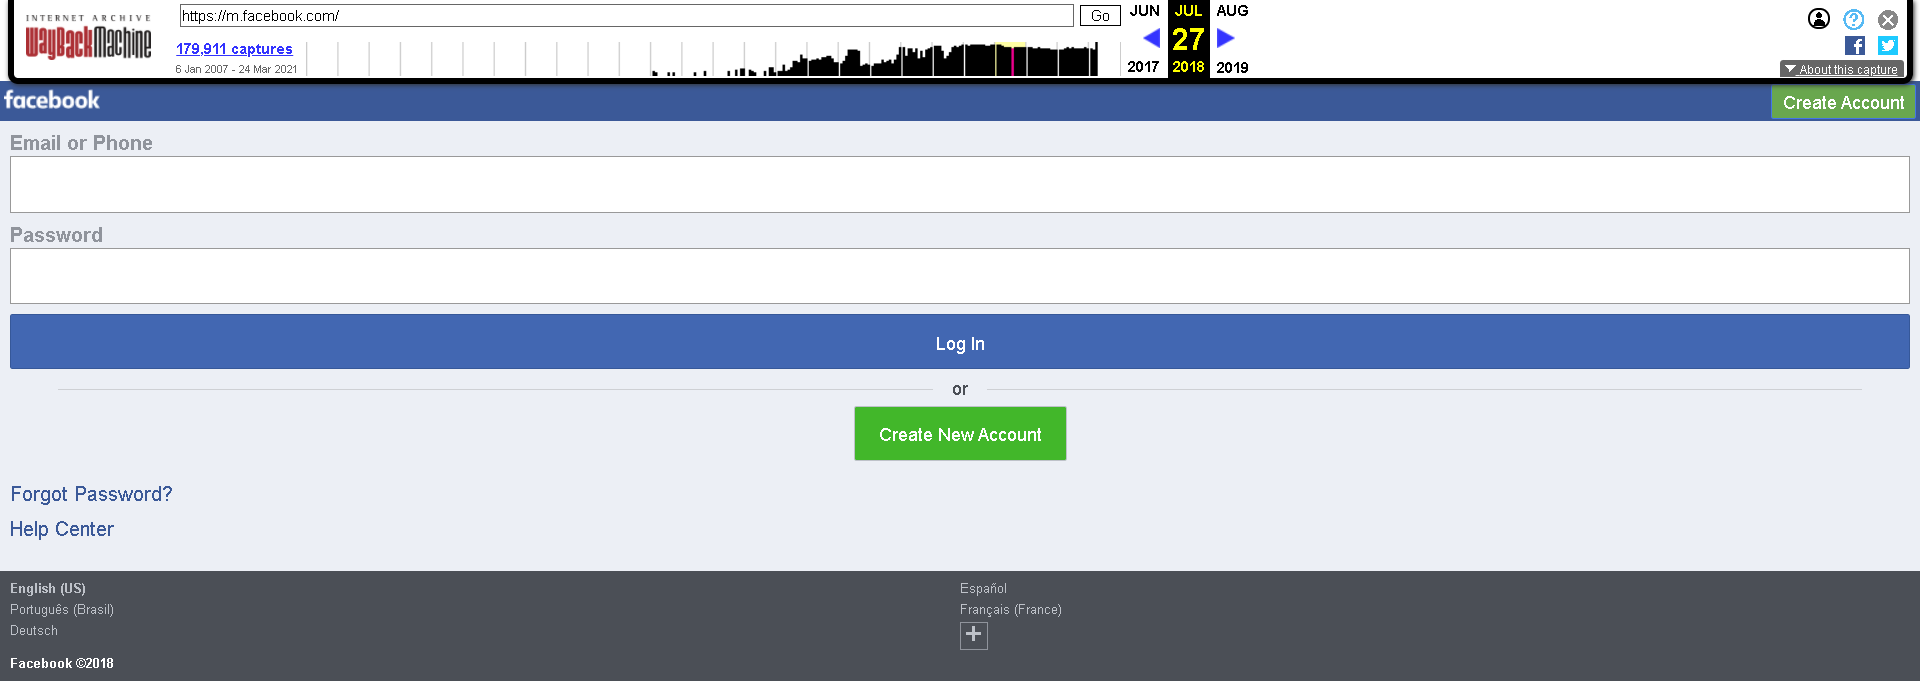 INTERNET ARCHIVE
WayBackMachine
https://m.facebook.com/
Go
179,911 captures
6 Jan 2007 - 24 Mar 2021
JUN JUL AUG
27
2017 2018 2019
About this capture
facebook
Create Account
Email or Phone
Password
Log In
or
Create New Account
Forgot Password?
Help Center
English (US)
Español
Português (Brasil)
Français (France)
Deutsch
Facebook ©2018